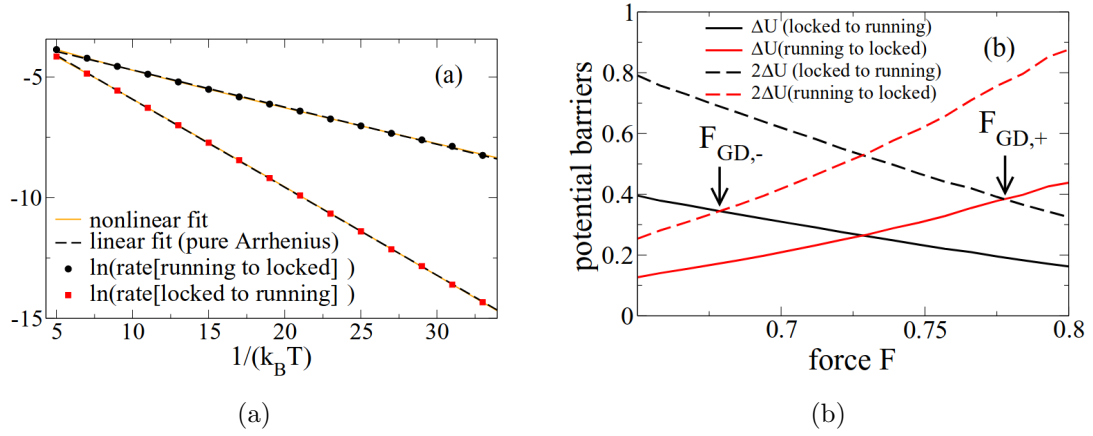 (a)
-5
-10
-15
nonlinear fit
linear fit (pure Arrhenius)
ln(rate[running to locked] )
ln(rate[locked to running] )
5 10 15 20 25 30
1/(k_BT)
(a)
1
0.8
0.6
0.4
0.2
0
potential barries
ΔU (locked to running)
ΔU(running to locked)
2ΔU (locked to running)
2ΔU(running to locked)
(b)
F_GD,-
F_GD,+
0.7 0.75 0.8
force F
(b)